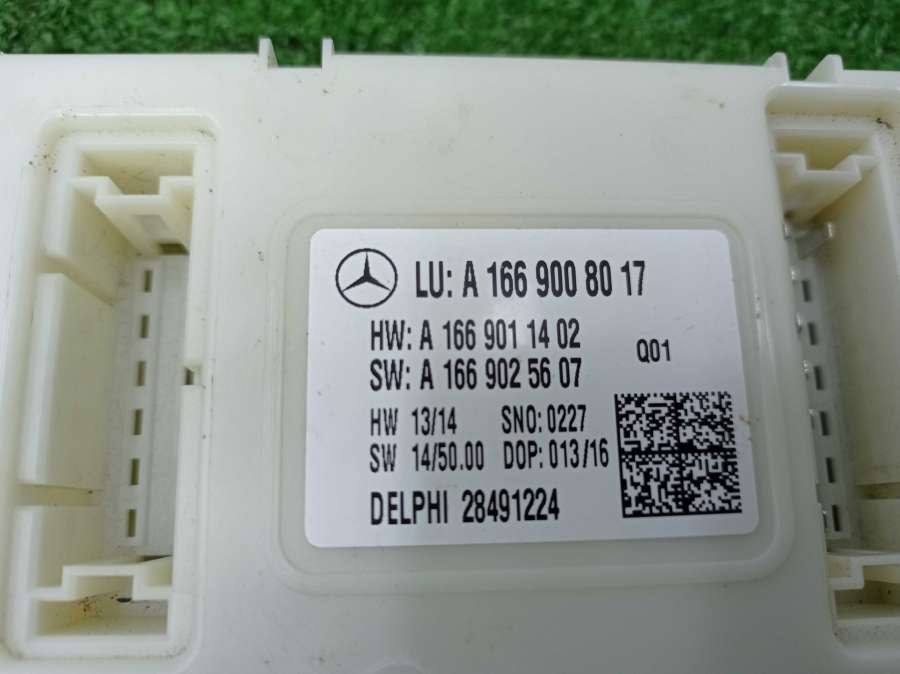 LU: A 166 900 80 17
HW: A 166 901 14 02
SW: A 166 902 56 07
Q01
HW 13/14 SNO: 0227
SW 14/50.00 DOP: 013/16
DELPHI 28491224